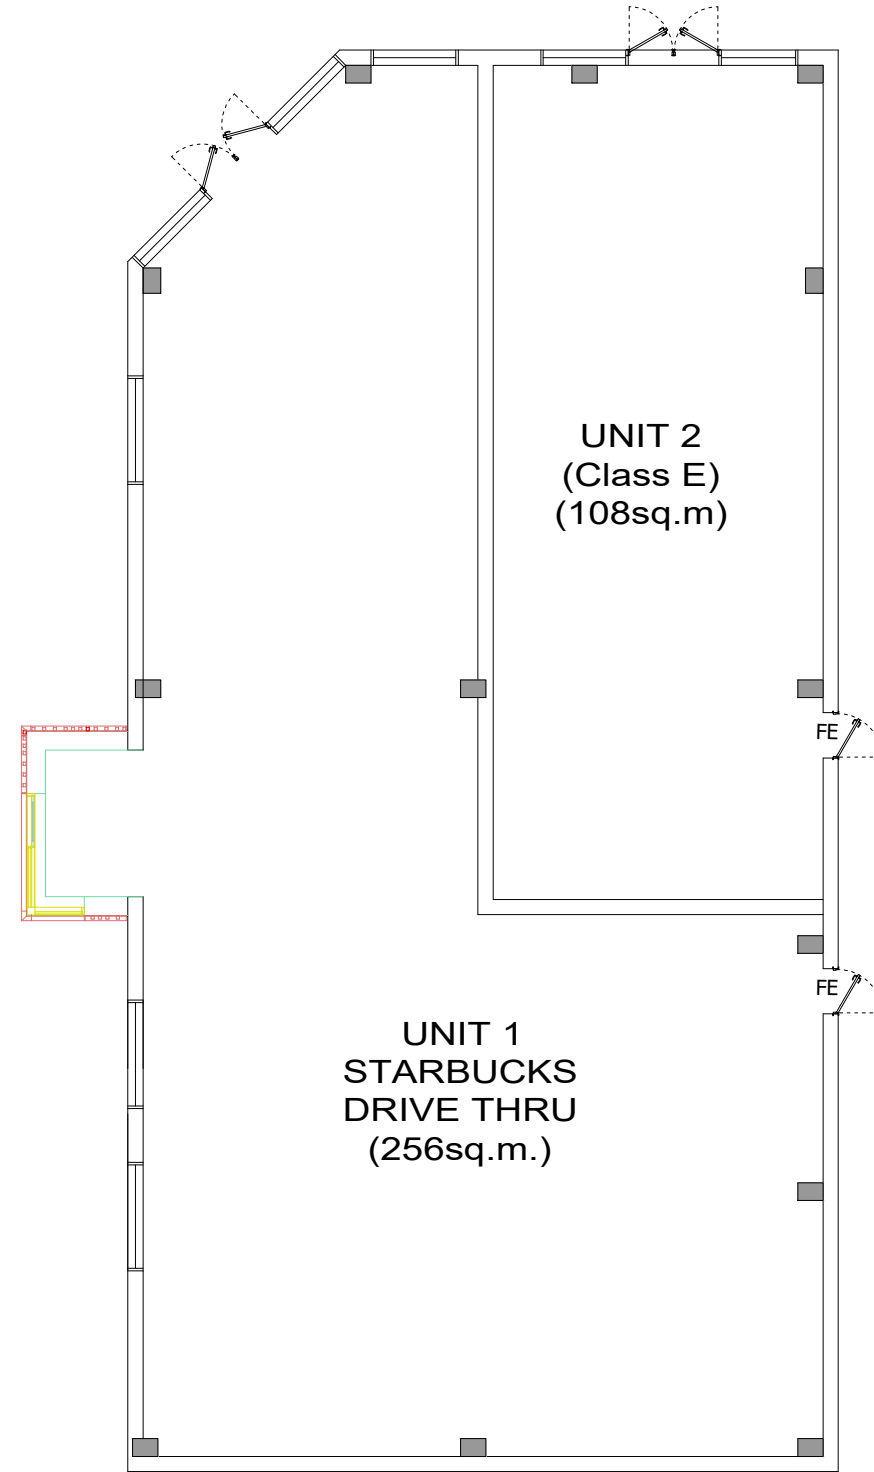 UNIT 2
(Class E)
(108sq.m)
FE
FE
UNIT 1
STARBUCKS
DRIVE THRU
(256sq.m.)